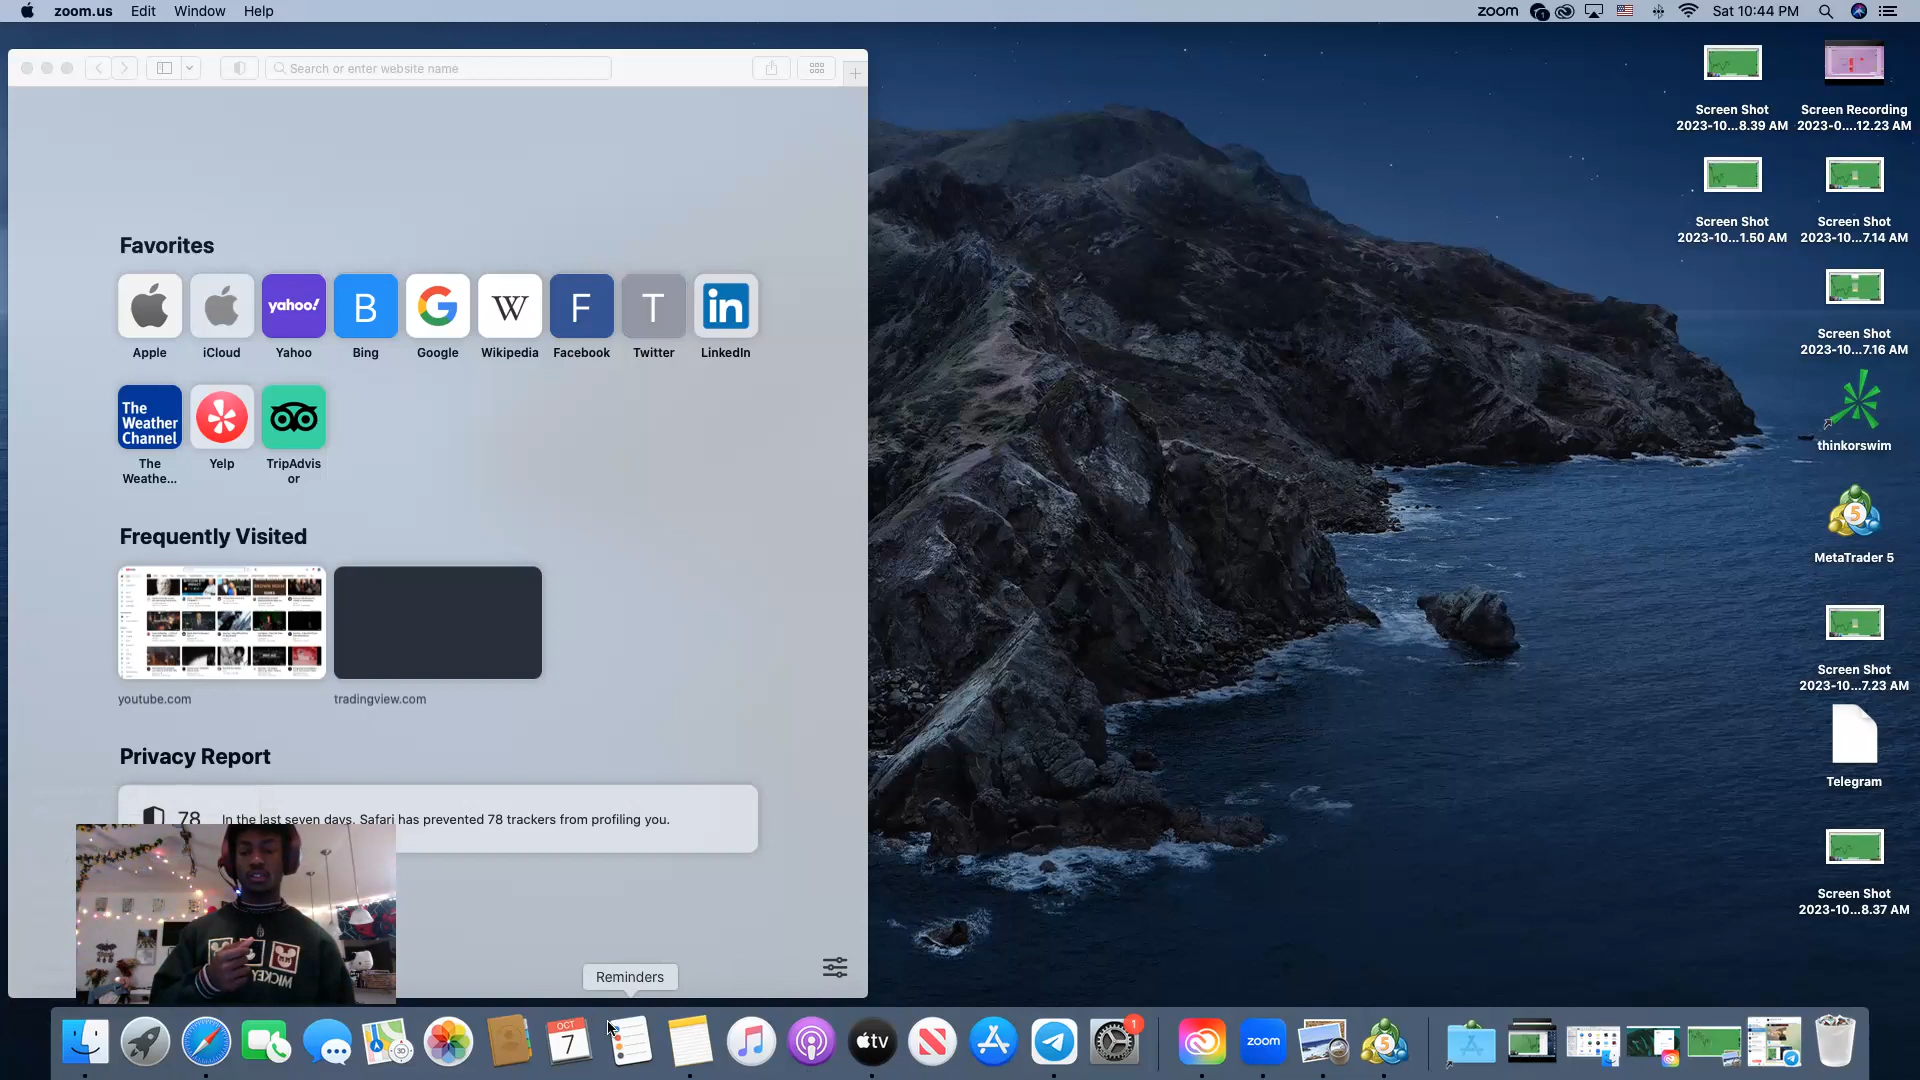 zoom.us Edit Window Help
zoom 1 Sat 10:44 PM
Search or enter website name
Favorites
yahoo! B W F T in
Apple iCloud Yahoo Bing Google Wikipedia Facebook Twitter LinkedIn
The
Weather
Channel
The
Weathe...
Yelp
TripAdvis
or
Frequently Visited
youtube.com
tradingview.com
Privacy Report
78 In the last seven days, Safari has prevented 78 trackers from profiling you.
MICKEY
Reminders
Screen Shot
2023-10...8.39 AM
Screen Recording
2023-0....12.23 AM
Screen Shot
2023-10...1.50 AM
Screen Shot
2023-10...7.14 AM
Screen Shot
2023-10...7.16 AM
thinkorswim
5
MetaTrader 5
Screen Shot
2023-10...7.23 AM
Telegram
Screen Shot
2023-10...8.37 AM
3D
OCT
7
tv
1
zoom
5